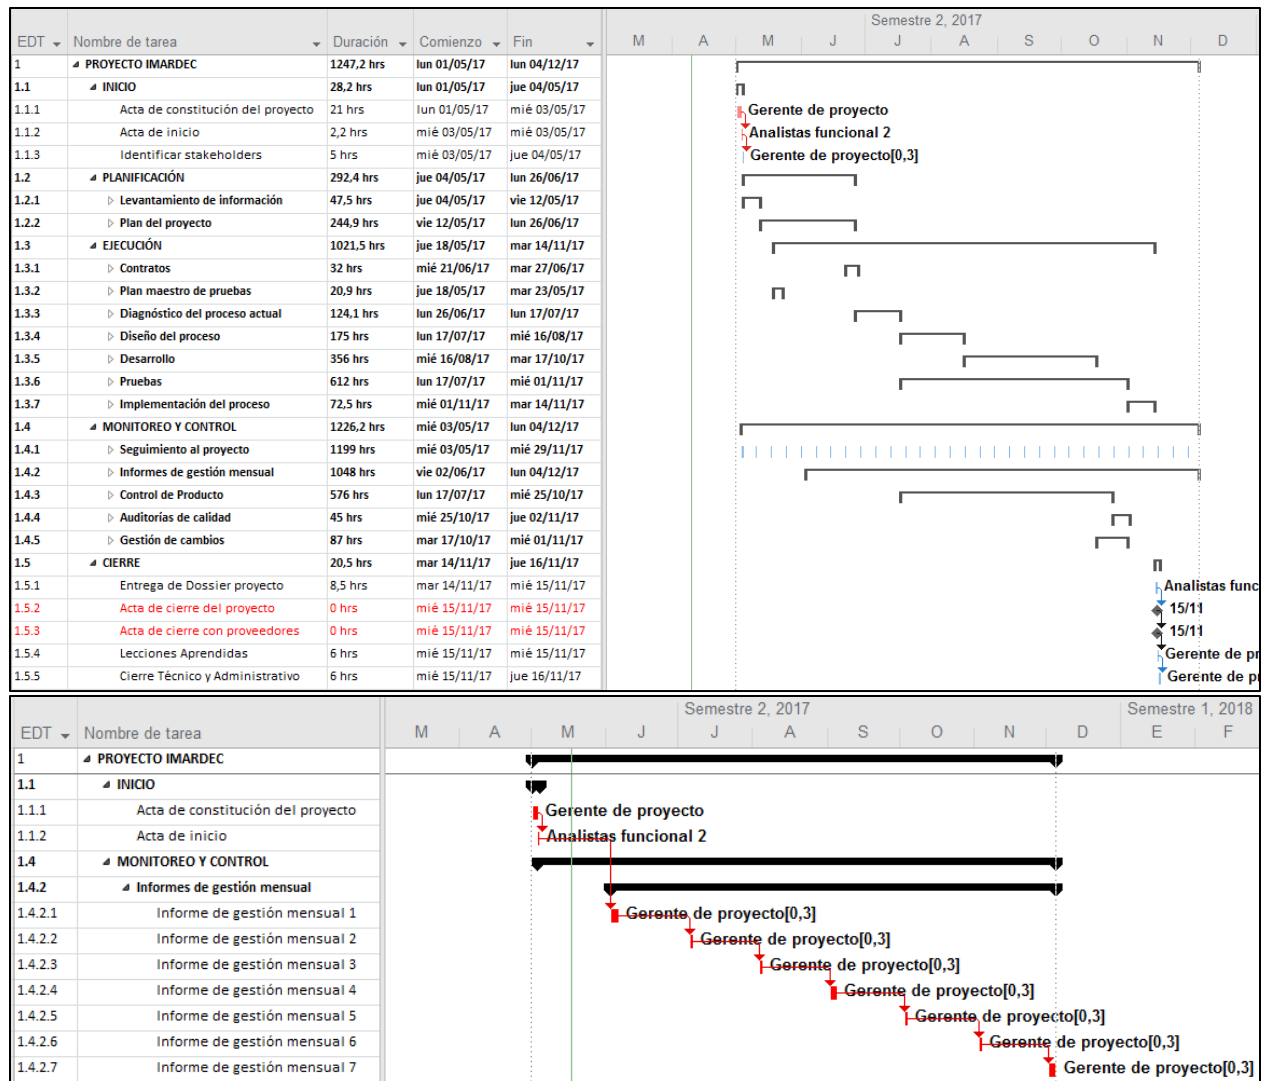 Semestre 2, 2017
EDT Nombre de tarea Duración Comienzo Fin M A M J J A S O N D
1 PROYECTO IMARDEC 1247,2 hrs lun 01/05/17 lun 04/12/17
1.1 INICIO 28,2 hrs lun 01/05/17 jue 04/05/17
1.1.1 Acta de constitución del proyecto 21 hrs lun 01/05/17 mié 03/05/17 Gerente de proyecto
1.1.2 Acta de inicio 2,2 hrs mié 03/05/17 mié 03/05/17 Analistas funcional 2
1.1.3 Identificar stakeholders 5 hrs mié 03/05/17 jue 04/05/17 Gerente de proyecto[0,3]
1.2 PLANIFICACIÓN 292,4 hrs jue 04/05/17 lun 26/06/17
1.2.1 Levantamiento de información 47,5 hrs jue 04/05/17 vie 12/05/17
1.2.2 Plan del proyecto 244,9 hrs vie 12/05/17 lun 26/06/17
1.3 EJECUCIÓN 1021,5 hrs jue 18/05/17 mar 14/11/17
1.3.1 Contratos 32 hrs mié 21/06/17 mar 27/06/17
1.3.2 Plan maestro de pruebas 20,9 hrs jue 18/05/17 mar 23/05/17
1.3.3 Diagnóstico del proceso actual 124,1 hrs lun 26/06/17 lun 17/07/17
1.3.4 Diseño del proceso 175 hrs lun 17/07/17 mié 16/08/17
1.3.5 Desarrollo 356 hrs mié 16/08/17 mar 17/10/17
1.3.6 Pruebas 612 hrs lun 17/07/17 mié 01/11/17
1.3.7 Implementación del proceso 72,5 hrs mié 01/11/17 mar 14/11/17
1.4 MONITOREO Y CONTROL 1226,2 hrs mié 03/05/17 lun 04/12/17
1.4.1 Seguimiento al proyecto 1199 hrs mié 03/05/17 mié 29/11/17
1.4.2 Informes de gestión mensual 1048 hrs vie 02/06/17 lun 04/12/17
1.4.3 Control de Producto 576 hrs lun 17/07/17 mié 25/10/17
1.4.4 Auditorías de calidad 45 hrs mié 25/10/17 jue 02/11/17
1.4.5 Gestión de cambios 87 hrs mar 17/10/17 mié 01/11/17
1.5 CIERRE 20,5 hrs mar 14/11/17 jue 16/11/17
1.5.1 Entrega de Dossier proyecto 8,5 hrs mar 14/11/17 mié 15/11/17 Analistas func
1.5.2 Acta de cierre del proyecto 0 hrs mié 15/11/17 mié 15/11/17 15/11
1.5.3 Acta de cierre con proveedores 0 hrs mié 15/11/17 mié 15/11/17 15/11
1.5.4 Lecciones Aprendidas 6 hrs mié 15/11/17 mié 15/11/17 Gerente de pr
1.5.5 Cierre Técnico y Administrativo 6 hrs mié 15/11/17 jue 16/11/17 Gerente de pr
Semestre 2, 2017 Semestre 1, 2018
EDT Nombre de tarea M A M J J A S O N D E F
1 PROYECTO IMARDEC
1.1 INICIO
1.1.1 Acta de constitución del proyecto Gerente de proyecto
1.1.2 Acta de inicio Analistas funcional 2
1.4 MONITOREO Y CONTROL
1.4.2 Informes de gestión mensual
1.4.2.1 Informe de gestión mensual 1 Gerente de proyecto[0,3]
1.4.2.2 Informe de gestión mensual 2 Gerente de proyecto[0,3]
1.4.2.3 Informe de gestión mensual 3 Gerente de proyecto[0,3]
1.4.2.4 Informe de gestión mensual 4 Gerente de proyecto[0,3]
1.4.2.5 Informe de gestión mensual 5 Gerente de proyecto[0,3]
1.4.2.6 Informe de gestión mensual 6 Gerente de proyecto[0,3]
1.4.2.7 Informe de gestión mensual 7 Gerente de proyecto[0,3]